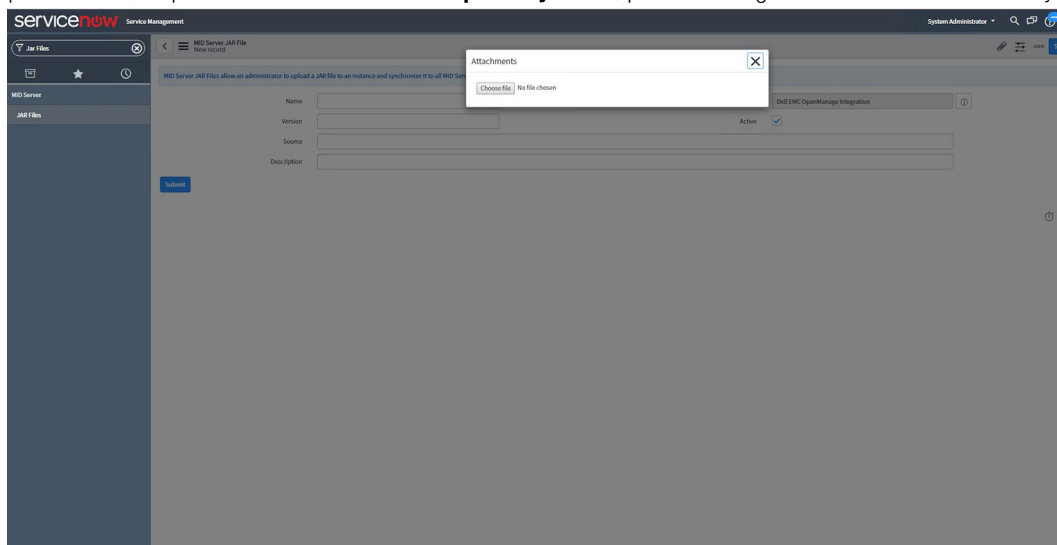 servicenow Service Management
System Administrator
Jar Files
MID Server JAR File
New record
Attachments
Choose file No file chosen
MID Server JAR Files allow an administrator to upload a JAR file to an instance and synchronize it to all MID Ser
MID Server
JAR Files
Name
Dell EMC OpenManage Integration
Version
Active
Source
Description
Submit